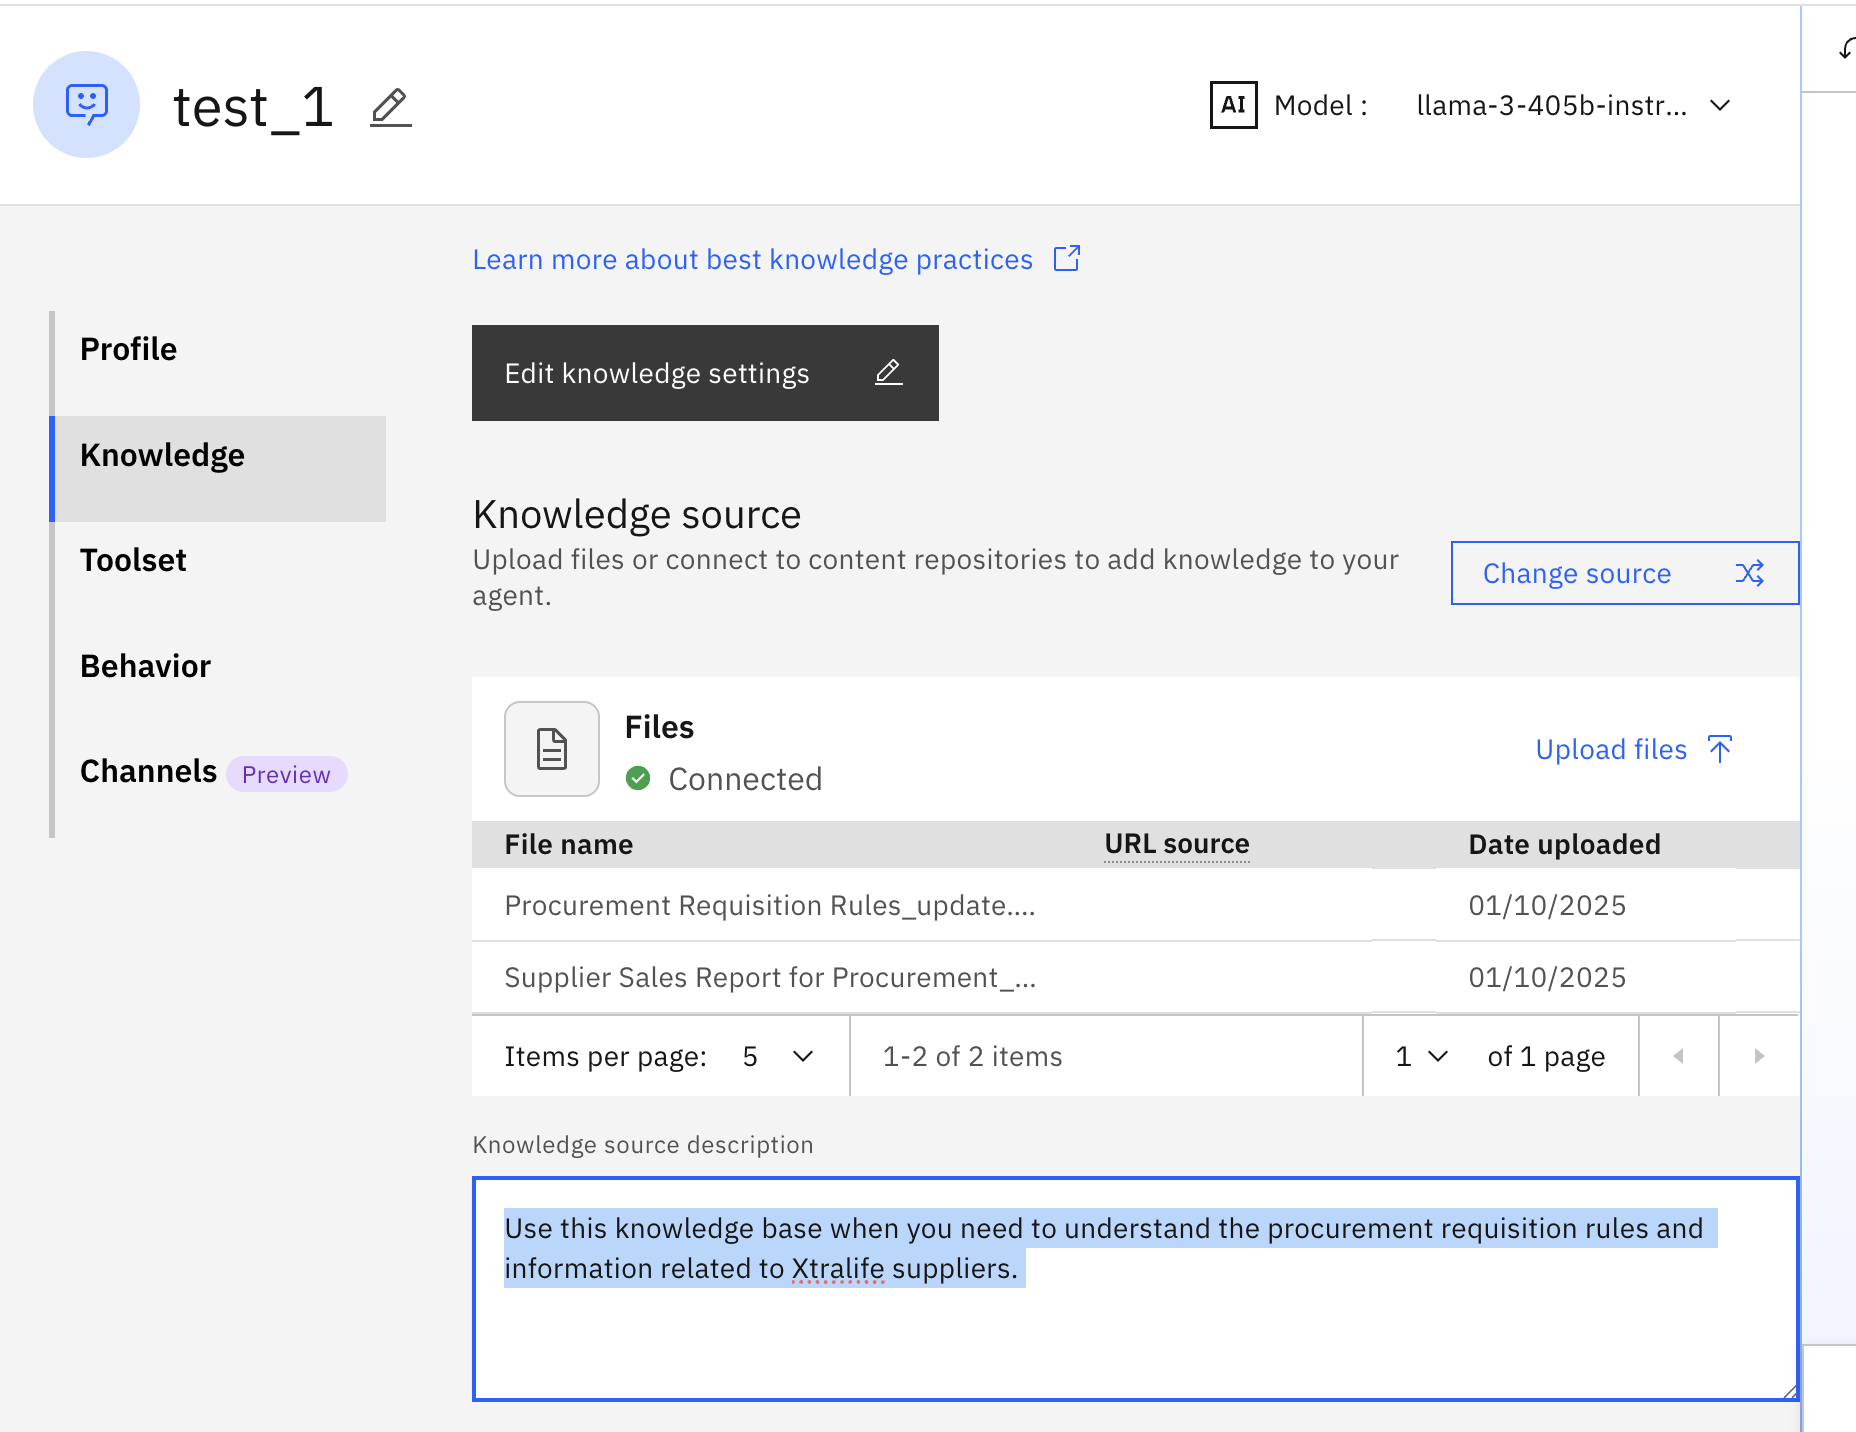 test_1
AI Model : llama-3-405b-instr...
Learn more about best knowledge practices
Profile
Edit knowledge settings
Knowledge
Knowledge source
Upload files or connect to content repositories to add knowledge to your
agent.
Change source
Toolset
Behavior
Channels Preview
Files
Connected
Upload files
File name URL source Date uploaded
Procurement Requisition Rules_update.... 01/10/2025
Supplier Sales Report for Procurement_... 01/10/2025
Items per page: 5 1-2 of 2 items 1 of 1 page
Knowledge source description
Use this knowledge base when you need to understand the procurement requisition rules and
information related to Xtralife suppliers.